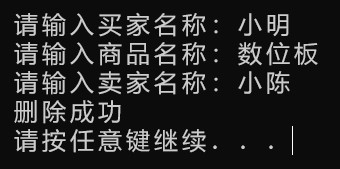 请输入买家名称：小明
请输入商品名称：数位板
请输入卖家名称：小陈
删除成功
请按任意键继续. . .